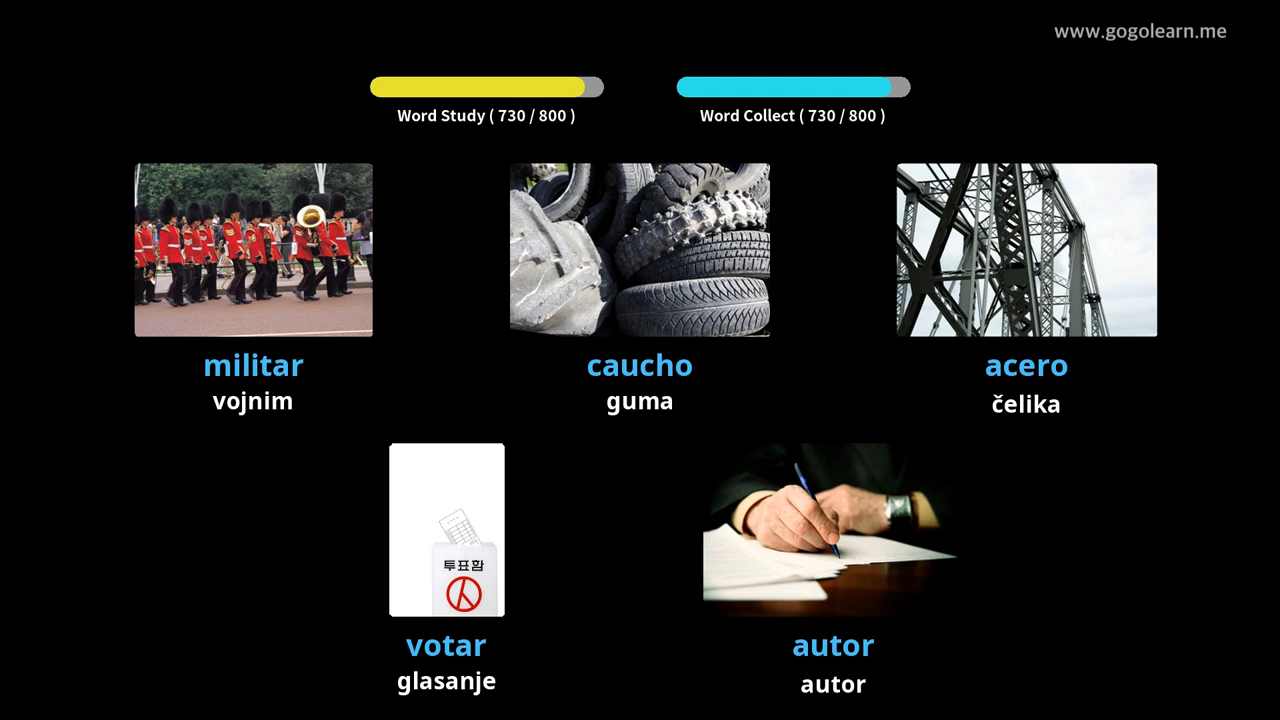 www.gogolearn.me
Word Study ( 730 / 800 )
Word Collect ( 730 / 800 )
militar
vojnim
caucho
guma
acero
čelika
투표함
votar
glasanje
autor
autor